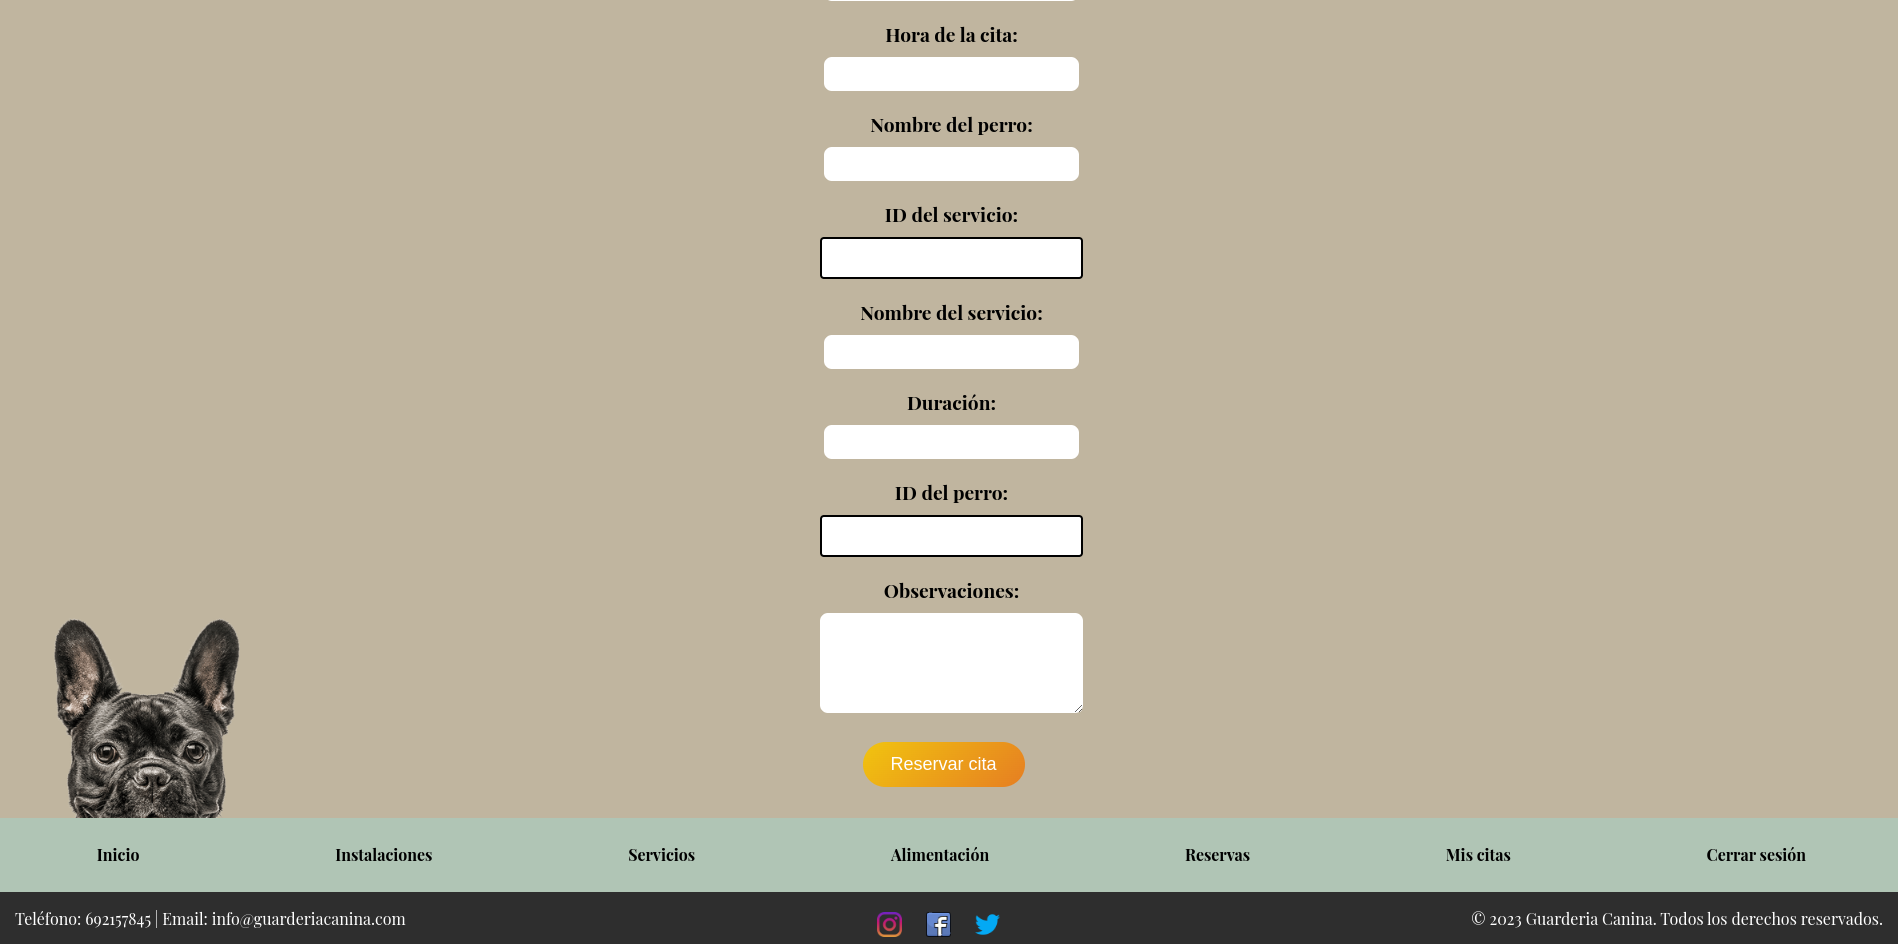 Hora de la cita:
Nombre del perro:
ID del servicio:
Nombre del servicio:
Duración:
ID del perro:
Observaciones:
Reservar cita
Inicio Instalaciones Servicios Alimentación Reservas Mis citas Cerrar sesión
Teléfono: 692157845 | Email: info@guarderiacanina.com © 2023 Guarderia Canina. Todos los derechos reservados.